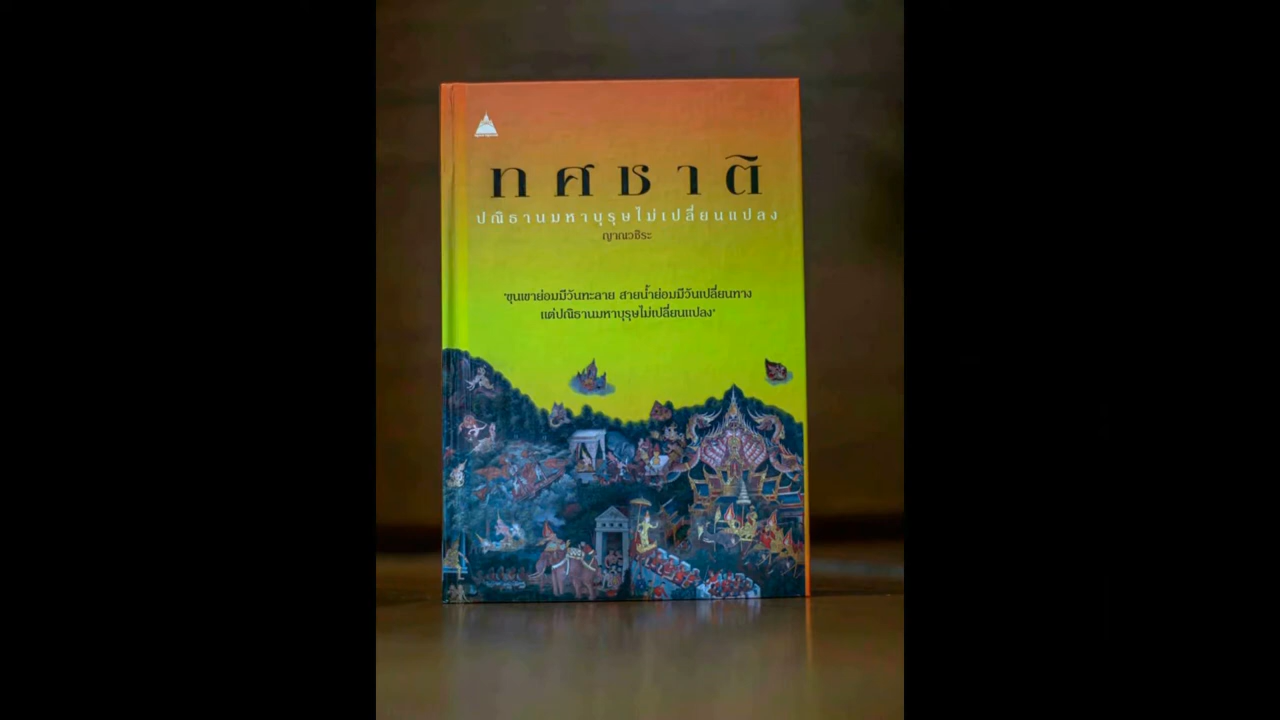 ทศชาติ
ปณิธานมหาบุรุษไม่เปลี่ยนแปลง
ญาณวชิระ
'ขุนเขาย่อมมีวันทะลาย สายน้ำย่อมมีวันเปลี่ยนทาง
แต่ปณิธานมหาบุรุษไม่เปลี่ยนแปลง'